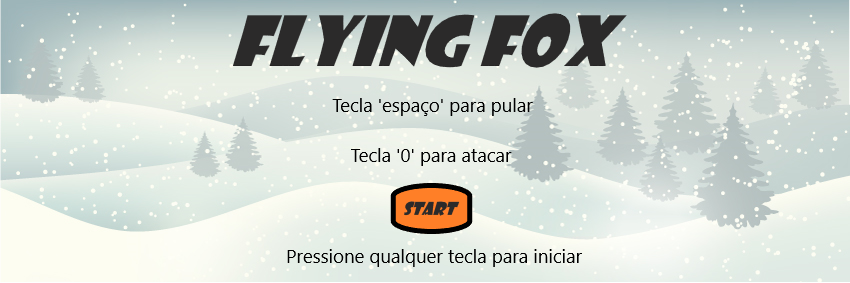 FLYING FOX
Tecla 'espaço' para pular
Tecla '0' para atacar
START
Pressione qualquer tecla para iniciar